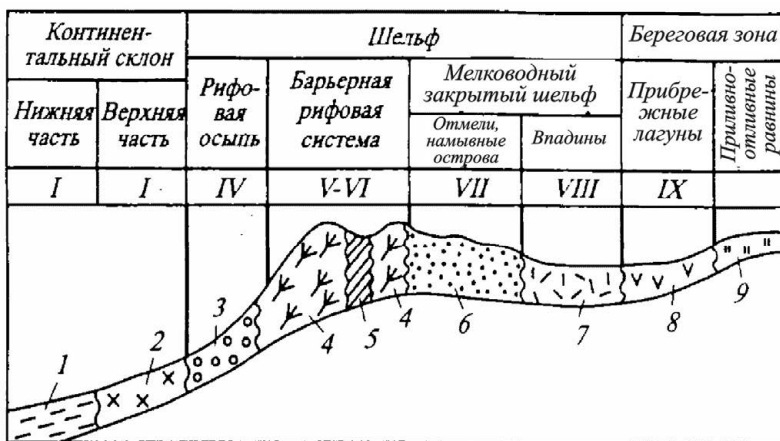 Континен-
тальный склон
Шельф
Береговая зона
Нижняя
часть
Верхняя
часть
Рифо-
вая
осыпь
Барьерная
рифовая
система
Мелководный
закрытый шельф
Отмели,
намывные
острова
Впадины
Прибре-
жные
лагуны
Приливно-
отливные
равнины
I
I
IV
V-VI
VII
VIII
IX
1
2
3
4
5
4
6
7
8
9